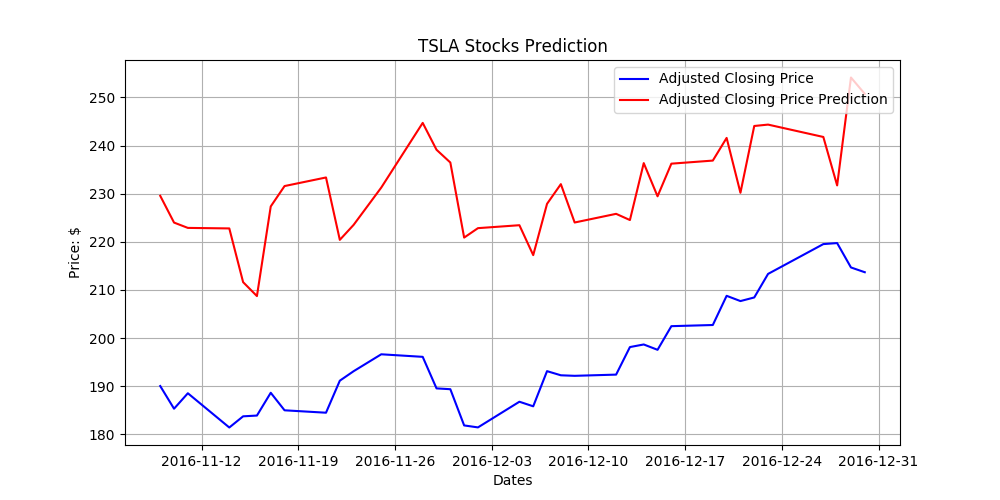 TSLA Stocks Prediction
Adjusted Closing Price
Adjusted Closing Price Prediction
Price: $
250
240
230
220
210
200
190
180
2016-11-12 2016-11-19 2016-11-26 2016-12-03 2016-12-10 2016-12-17 2016-12-24 2016-12-31
Dates